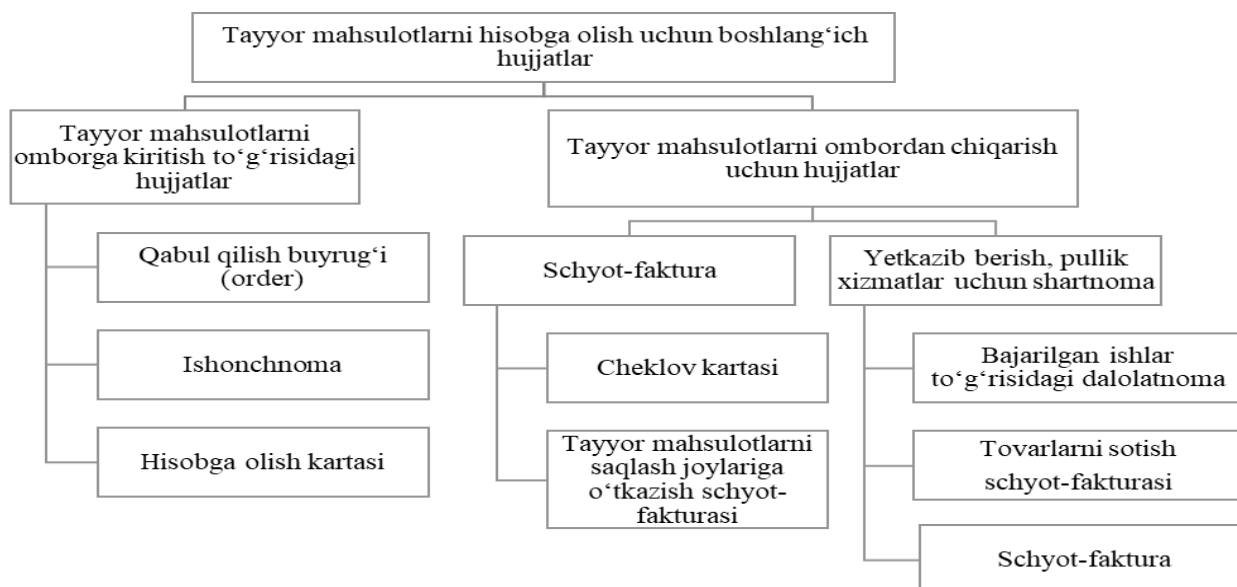 Tayyor mahsulotlarni hisobga olish uchun boshlang‘ich
hujjatlar
Tayyor mahsulotlarni
omborga kiritish to‘g‘risidagi
hujjatlar
Qabul qilish buyrug‘i
(order)
Ishonchnoma
Hisobga olish kartasi
Tayyor mahsulotlarni ombordan chiqarish
uchun hujjatlar
Schyot-faktura
Cheklov kartasi
Tayyor mahsulotlarni
saqlash joylariga
o‘tkazish schyot-
fakturasi
Yetkazib berish, pullik
xizmatlar uchun shartnoma
Bajarilgan ishlar
to‘g‘risidagi dalolatnoma
Tovarlarni sotish
schyot-fakturasi
Schyot-faktura